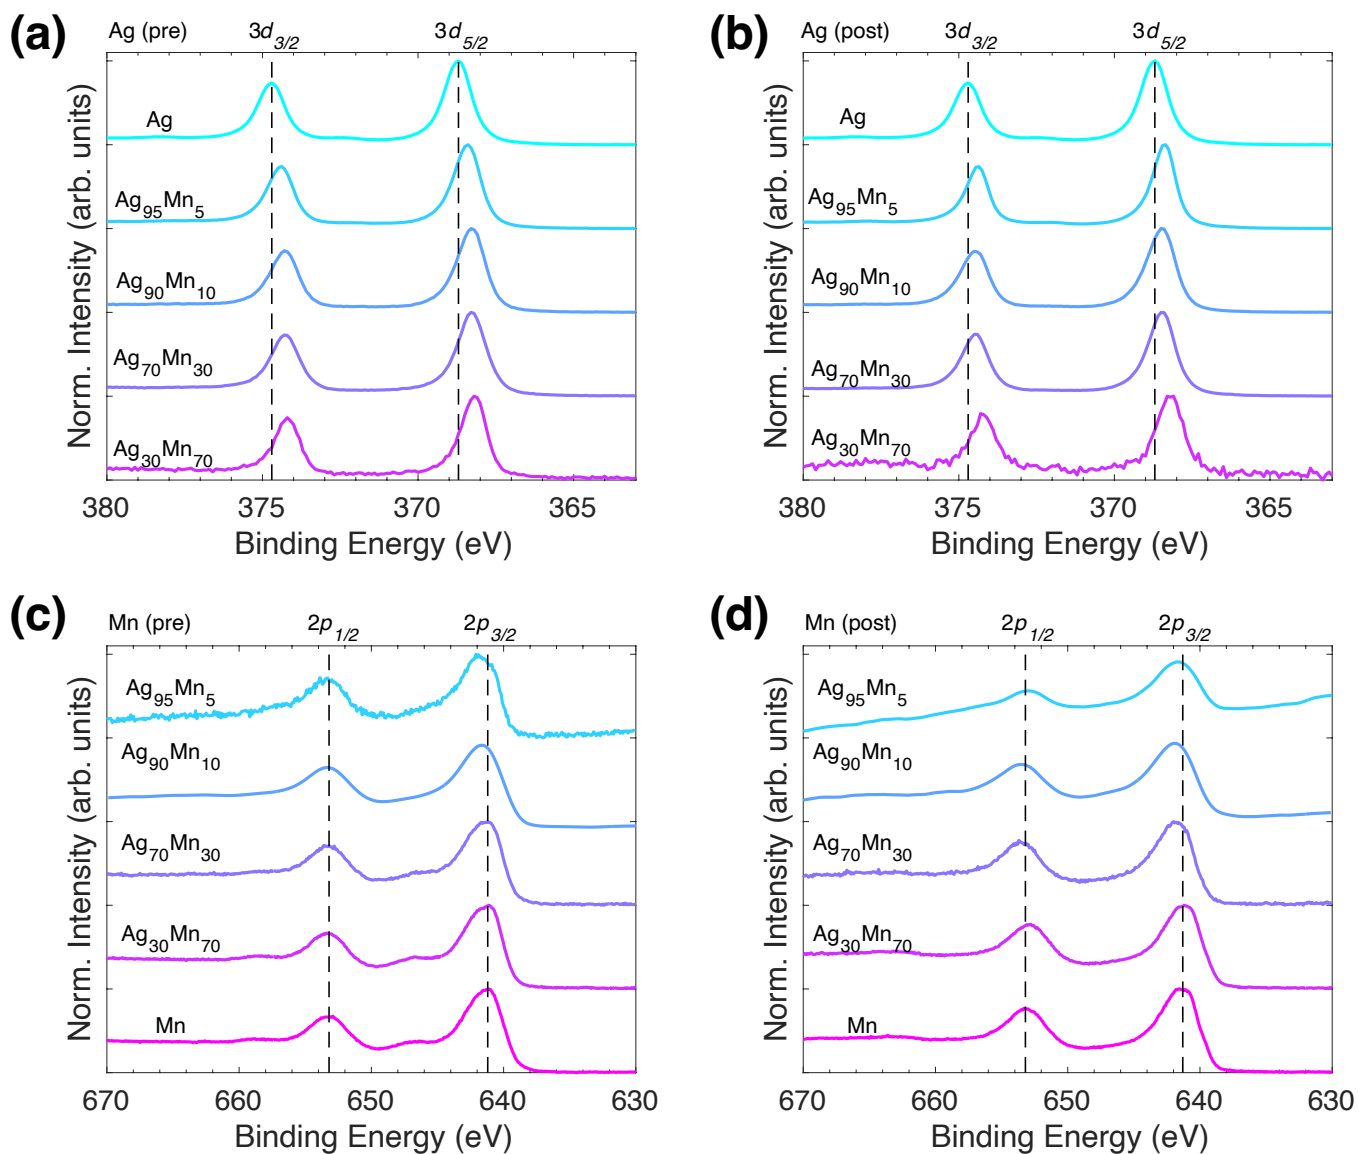 (a)
Ag (pre)
3d3/2
3d5/2
Norm. Intensity (arb. units)
Ag
Ag95Mn5
Ag90Mn10
Ag70Mn30
Ag30Mn70
380 375 370 365
Binding Energy (eV)
(b)
Ag (post)
3d3/2
3d5/2
Norm. Intensity (arb. units)
Ag
Ag95Mn5
Ag90Mn10
Ag70Mn30
Ag30Mn70
380 375 370 365
Binding Energy (eV)
(c)
Mn (pre)
2p1/2
2p3/2
Norm. Intensity (arb. units)
Ag95Mn5
Ag90Mn10
Ag70Mn30
Ag30Mn70
Mn
670 660 650 640 630
Binding Energy (eV)
(d)
Mn (post)
2p1/2
2p3/2
Norm. Intensity (arb. units)
Ag95Mn5
Ag90Mn10
Ag70Mn30
Ag30Mn70
Mn
670 660 650 640 630
Binding Energy (eV)